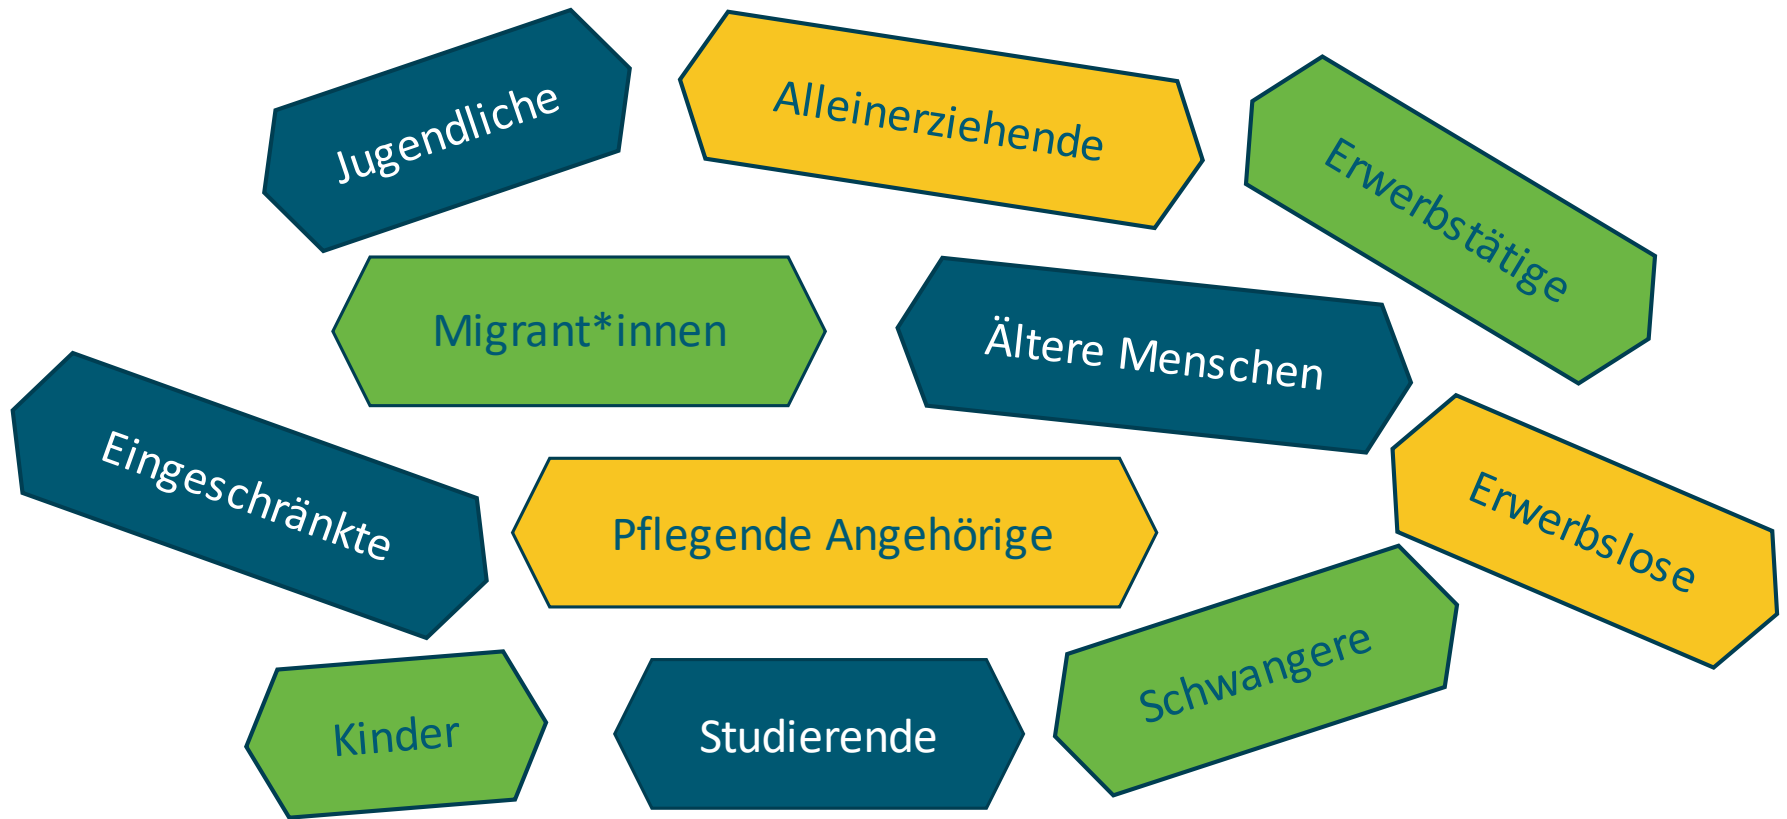 Jugendliche
Alleinerziehende
Erwerbstätige
Migrant*innen
Ältere Menschen
Eingeschränkte
Pflegende Angehörige
Erwerbslose
Kinder
Studierende
Schwangere